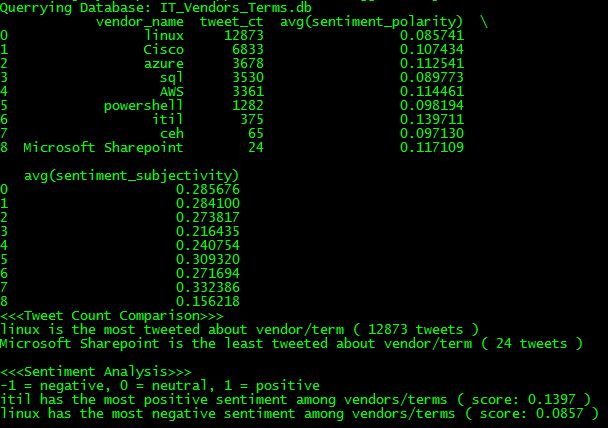 Querrying Database: IT_Vendors_Terms.db
vendor_name tweet_ct avg(sentiment_polarity) \
0 linux 12873 0.085741
1 Cisco 6833 0.107434
2 azure 3678 0.112541
3 sql 3530 0.089773
4 AWS 3361 0.114461
5 powershell 1282 0.098194
6 itil 375 0.139711
7 ceh 65 0.097130
8 Microsoft Sharepoint 24 0.117109
avg(sentiment_subjectivity)
0 0.285676
1 0.284100
2 0.273817
3 0.216435
4 0.240754
5 0.309320
6 0.271694
7 0.332386
8 0.156218
<<<Tweet Count Comparison>>>
linux is the most tweeted about vendor/term ( 12873 tweets )
Microsoft Sharepoint is the least tweeted about vendor/term ( 24 tweets )
<<<Sentiment Analysis>>>
-1 = negative, 0 = neutral, 1 = positive
itil has the most positive sentiment among vendors/terms ( score: 0.1397 )
linux has the most negative sentiment among vendors/terms ( score: 0.0857 )